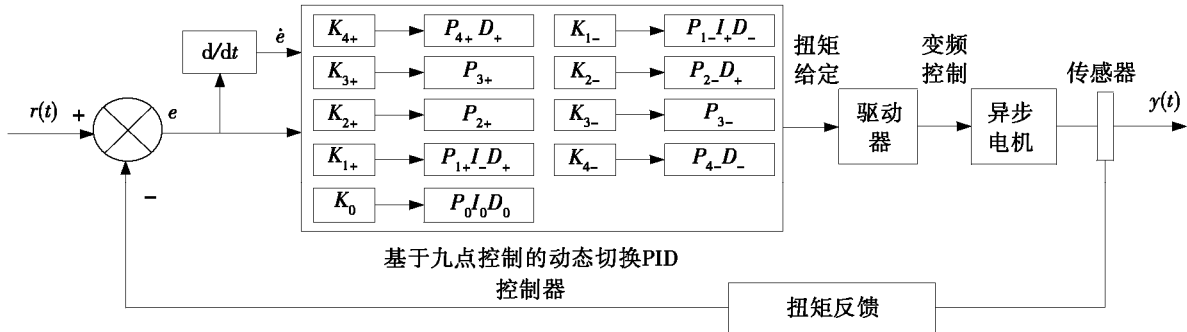 r(t)
+
−
e
d/dt
ė
K4+ P4+ D+
K3+ P3+
K2+ P2+
K1+ P1+I−D+
K0 P0I0D0
K1− P1−I+D−
K2− P2−D+
K3− P3−
K4− P4−D−
基于九点控制的动态切换PID
控制器
扭矩
给定
驱动
器
变频
控制
异步
电机
传感器
y(t)
扭矩反馈